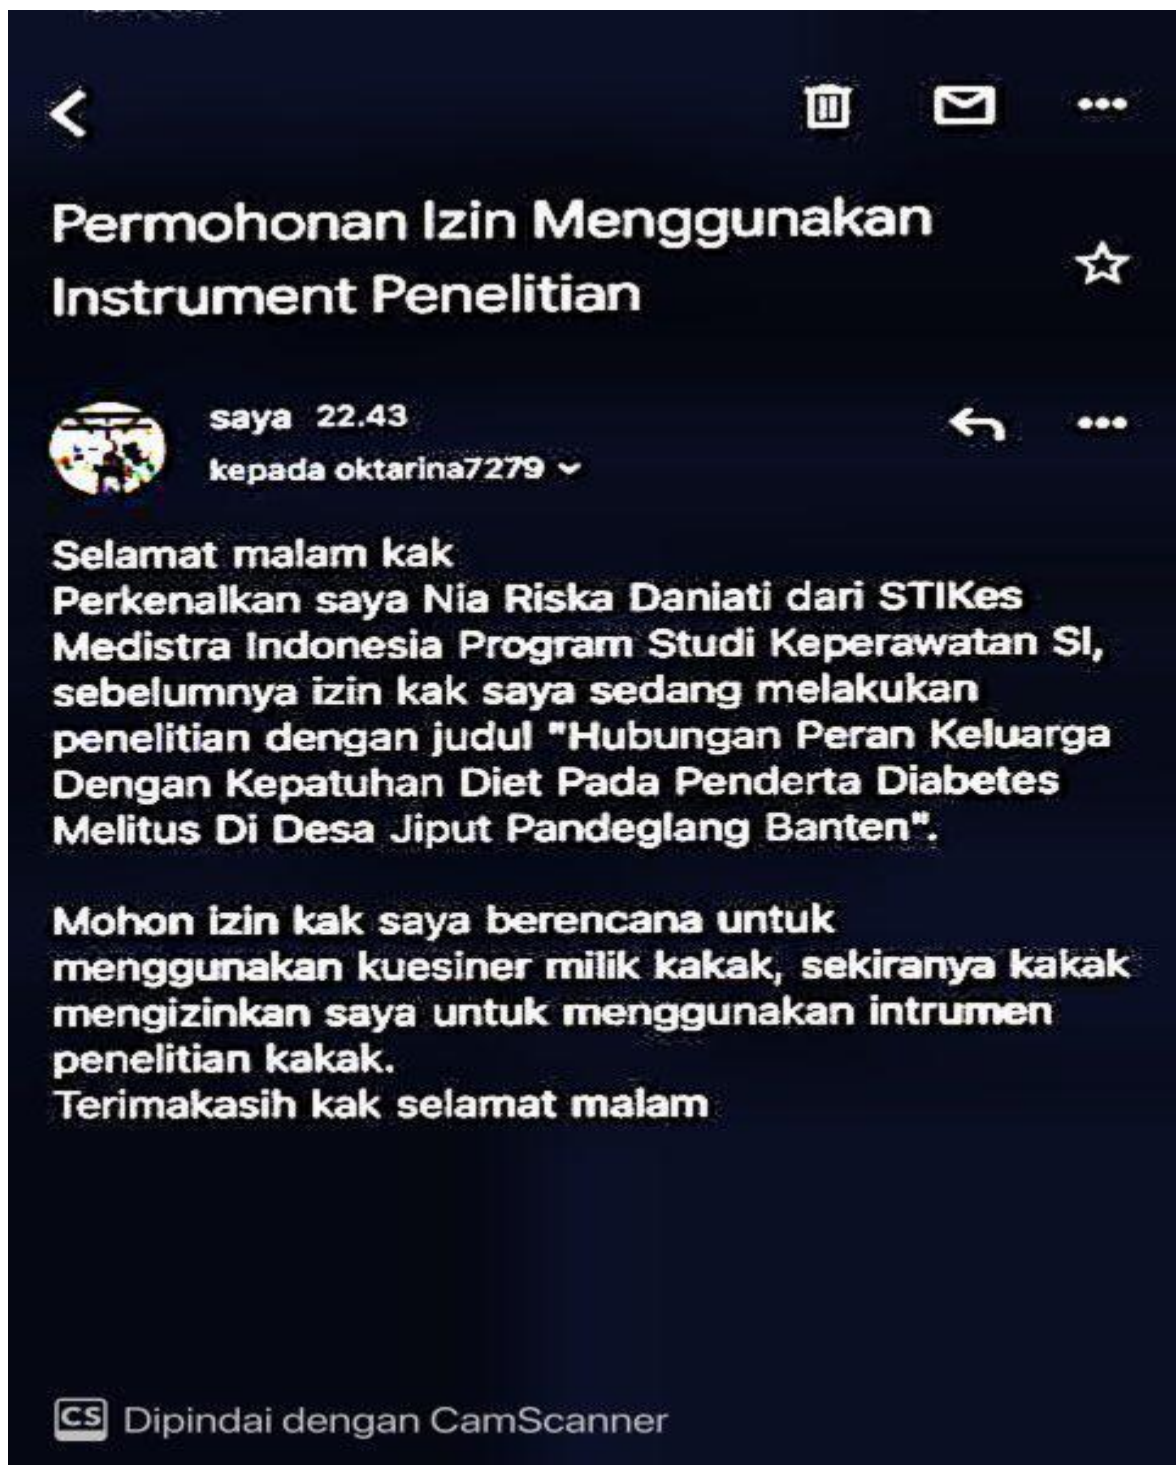 Permohonan Izin Menggunakan
Instrument Penelitian
saya 22.43
kepada oktarina7279
Selamat malam kak
Perkenalkan saya Nia Riska Daniati dari STIKes
Medistra Indonesia Program Studi Keperawatan SI,
sebelumnya izin kak saya sedang melakukan
penelitian dengan judul "Hubungan Peran Keluarga
Dengan Kepatuhan Diet Pada Penderta Diabetes
Melitus Di Desa Jiput Pandeglang Banten".
Mohon izin kak saya berencana untuk
menggunakan kuesiner milik kakak, sekiranya kakak
mengizinkan saya untuk menggunakan intrumen
penelitian kakak.
Terimakasih kak selamat malam
CS Dipindai dengan CamScanner